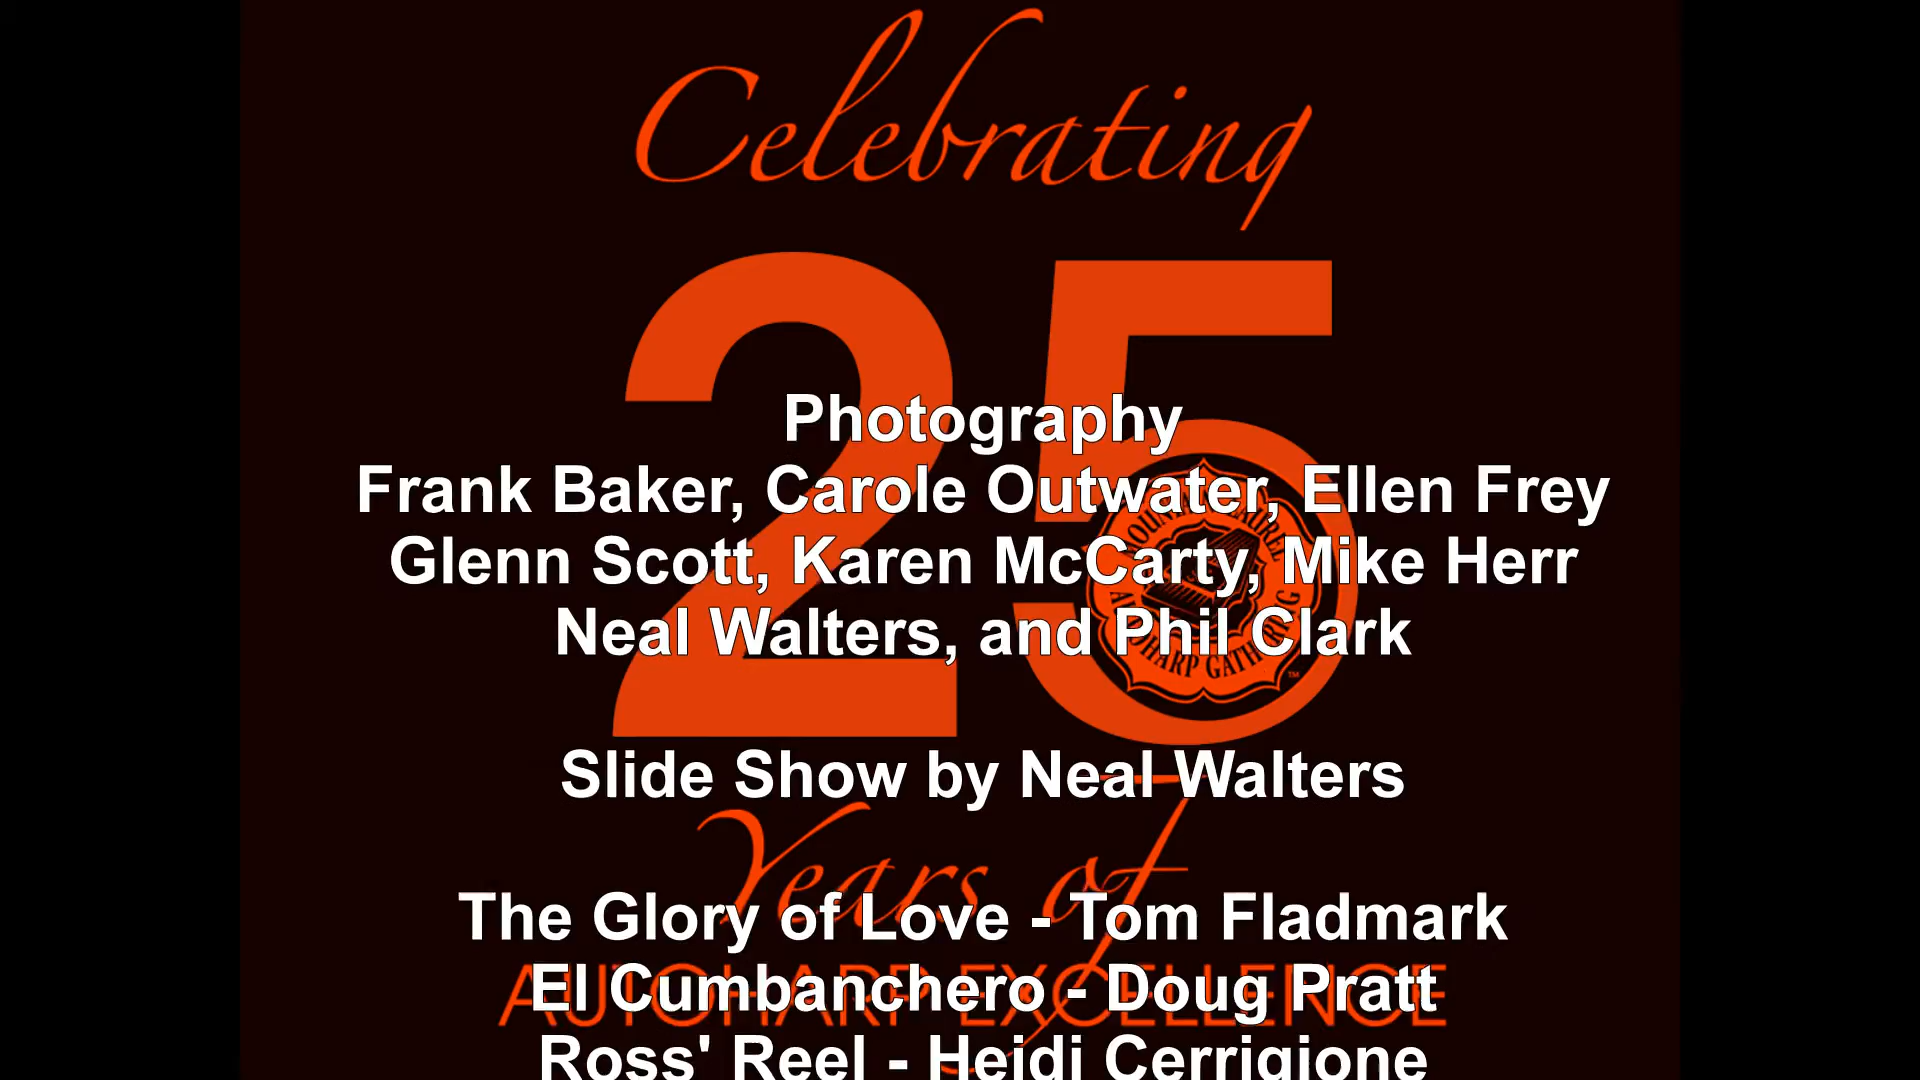 Celebrating
25
Photography
Frank Baker, Carole Outwater, Ellen Frey
Glenn Scott, Karen McCarty, Mike Herr
Neal Walters, and Phil Clark
Slide Show by Neal Walters
Years of
The Glory of Love - Tom Fladmark
AUTOHARP EXCELLENCE
El Cumbanchero - Doug Pratt
Ross' Reel - Heidi Cerrigione